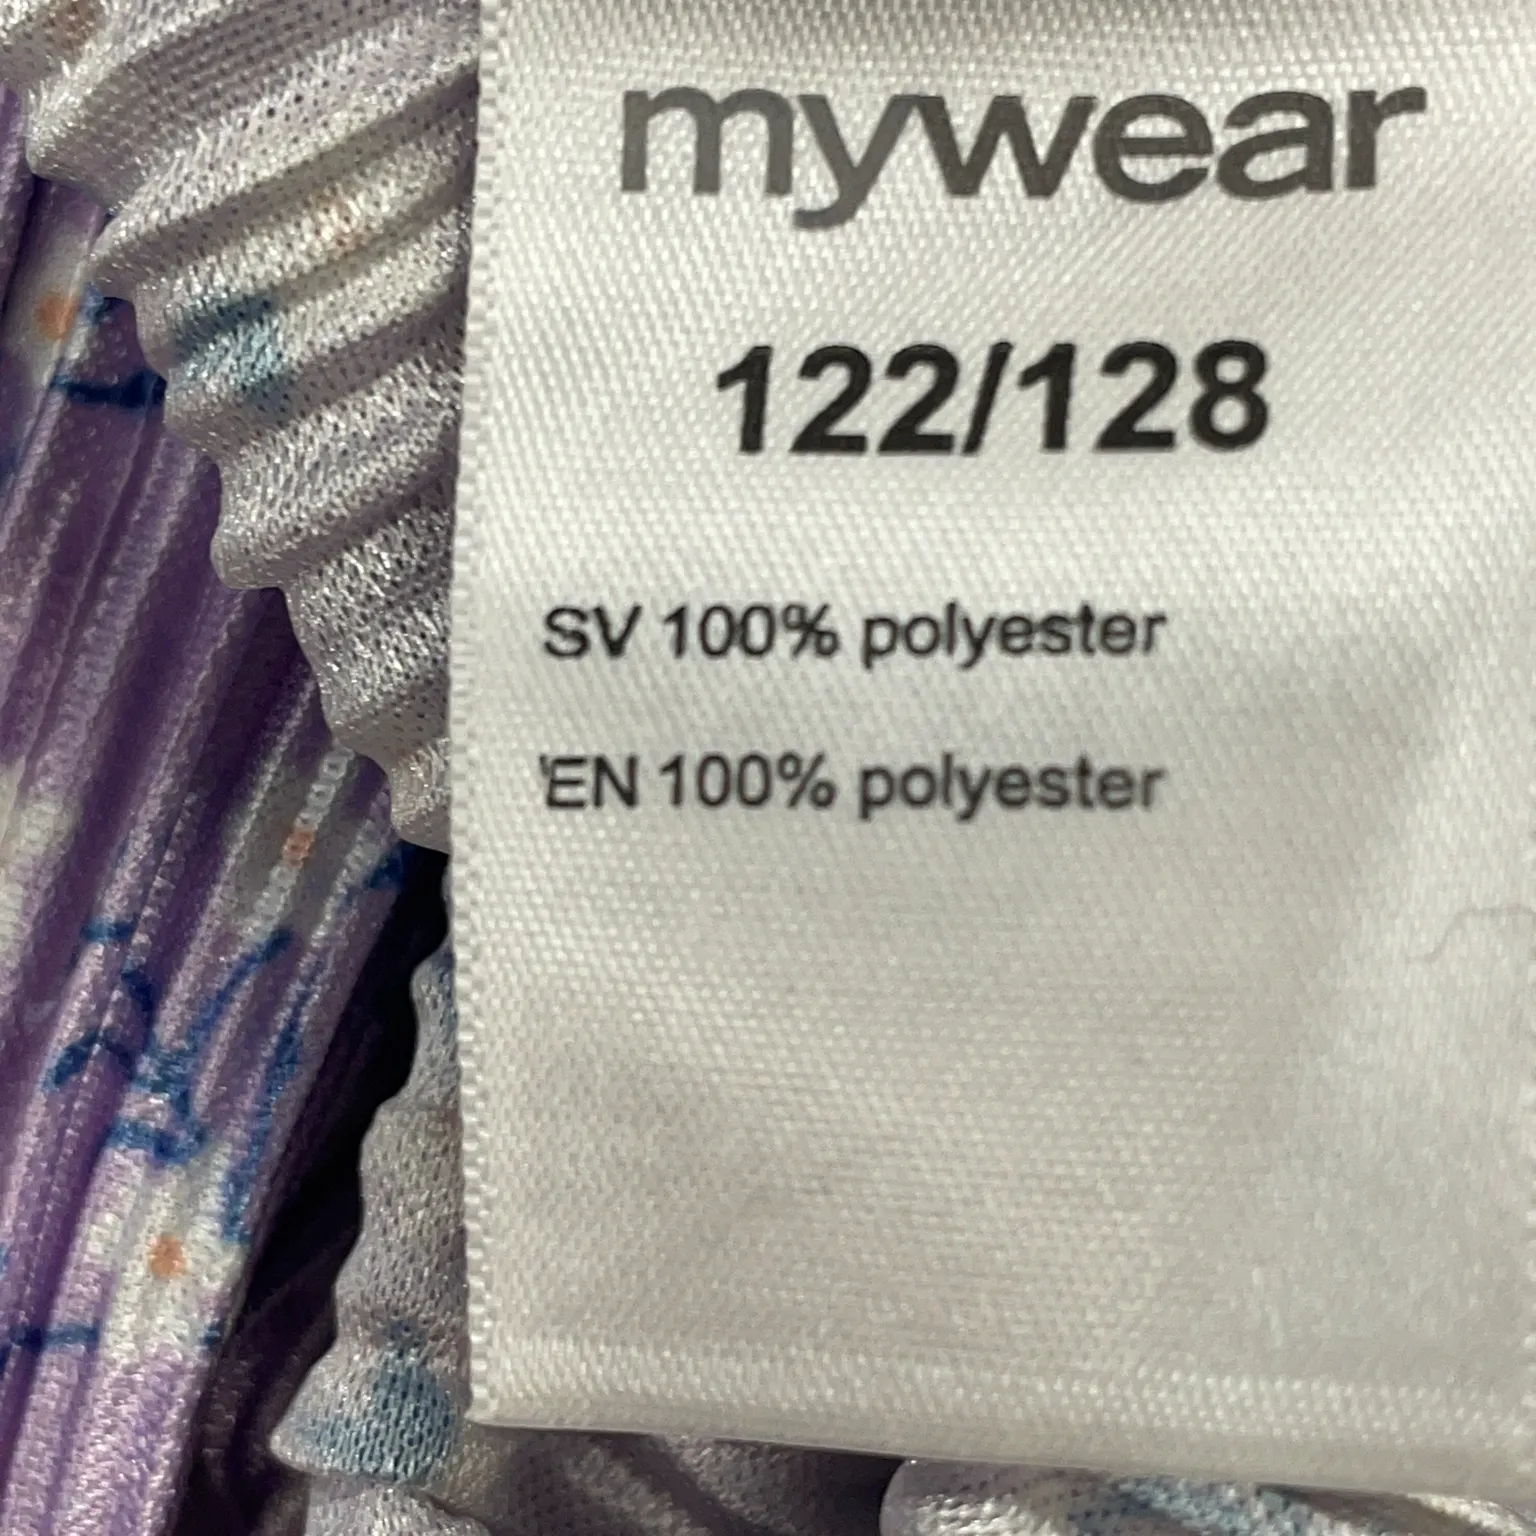 mywear
122/128
SV 100% polyester
EN 100% polyester